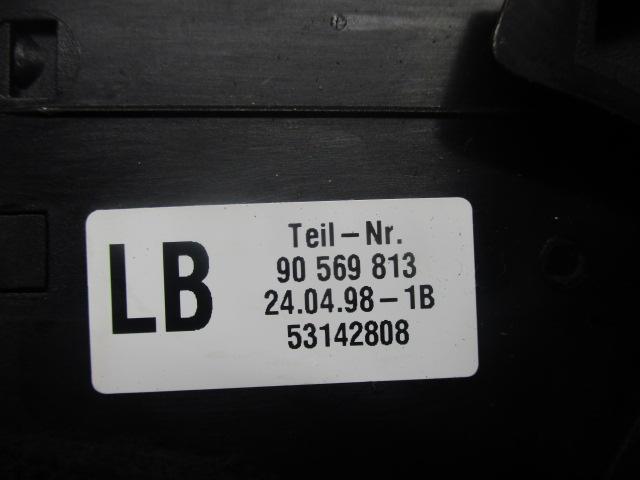 LB
Teil-Nr.
90 569 813
24.04.98-1B
53142808